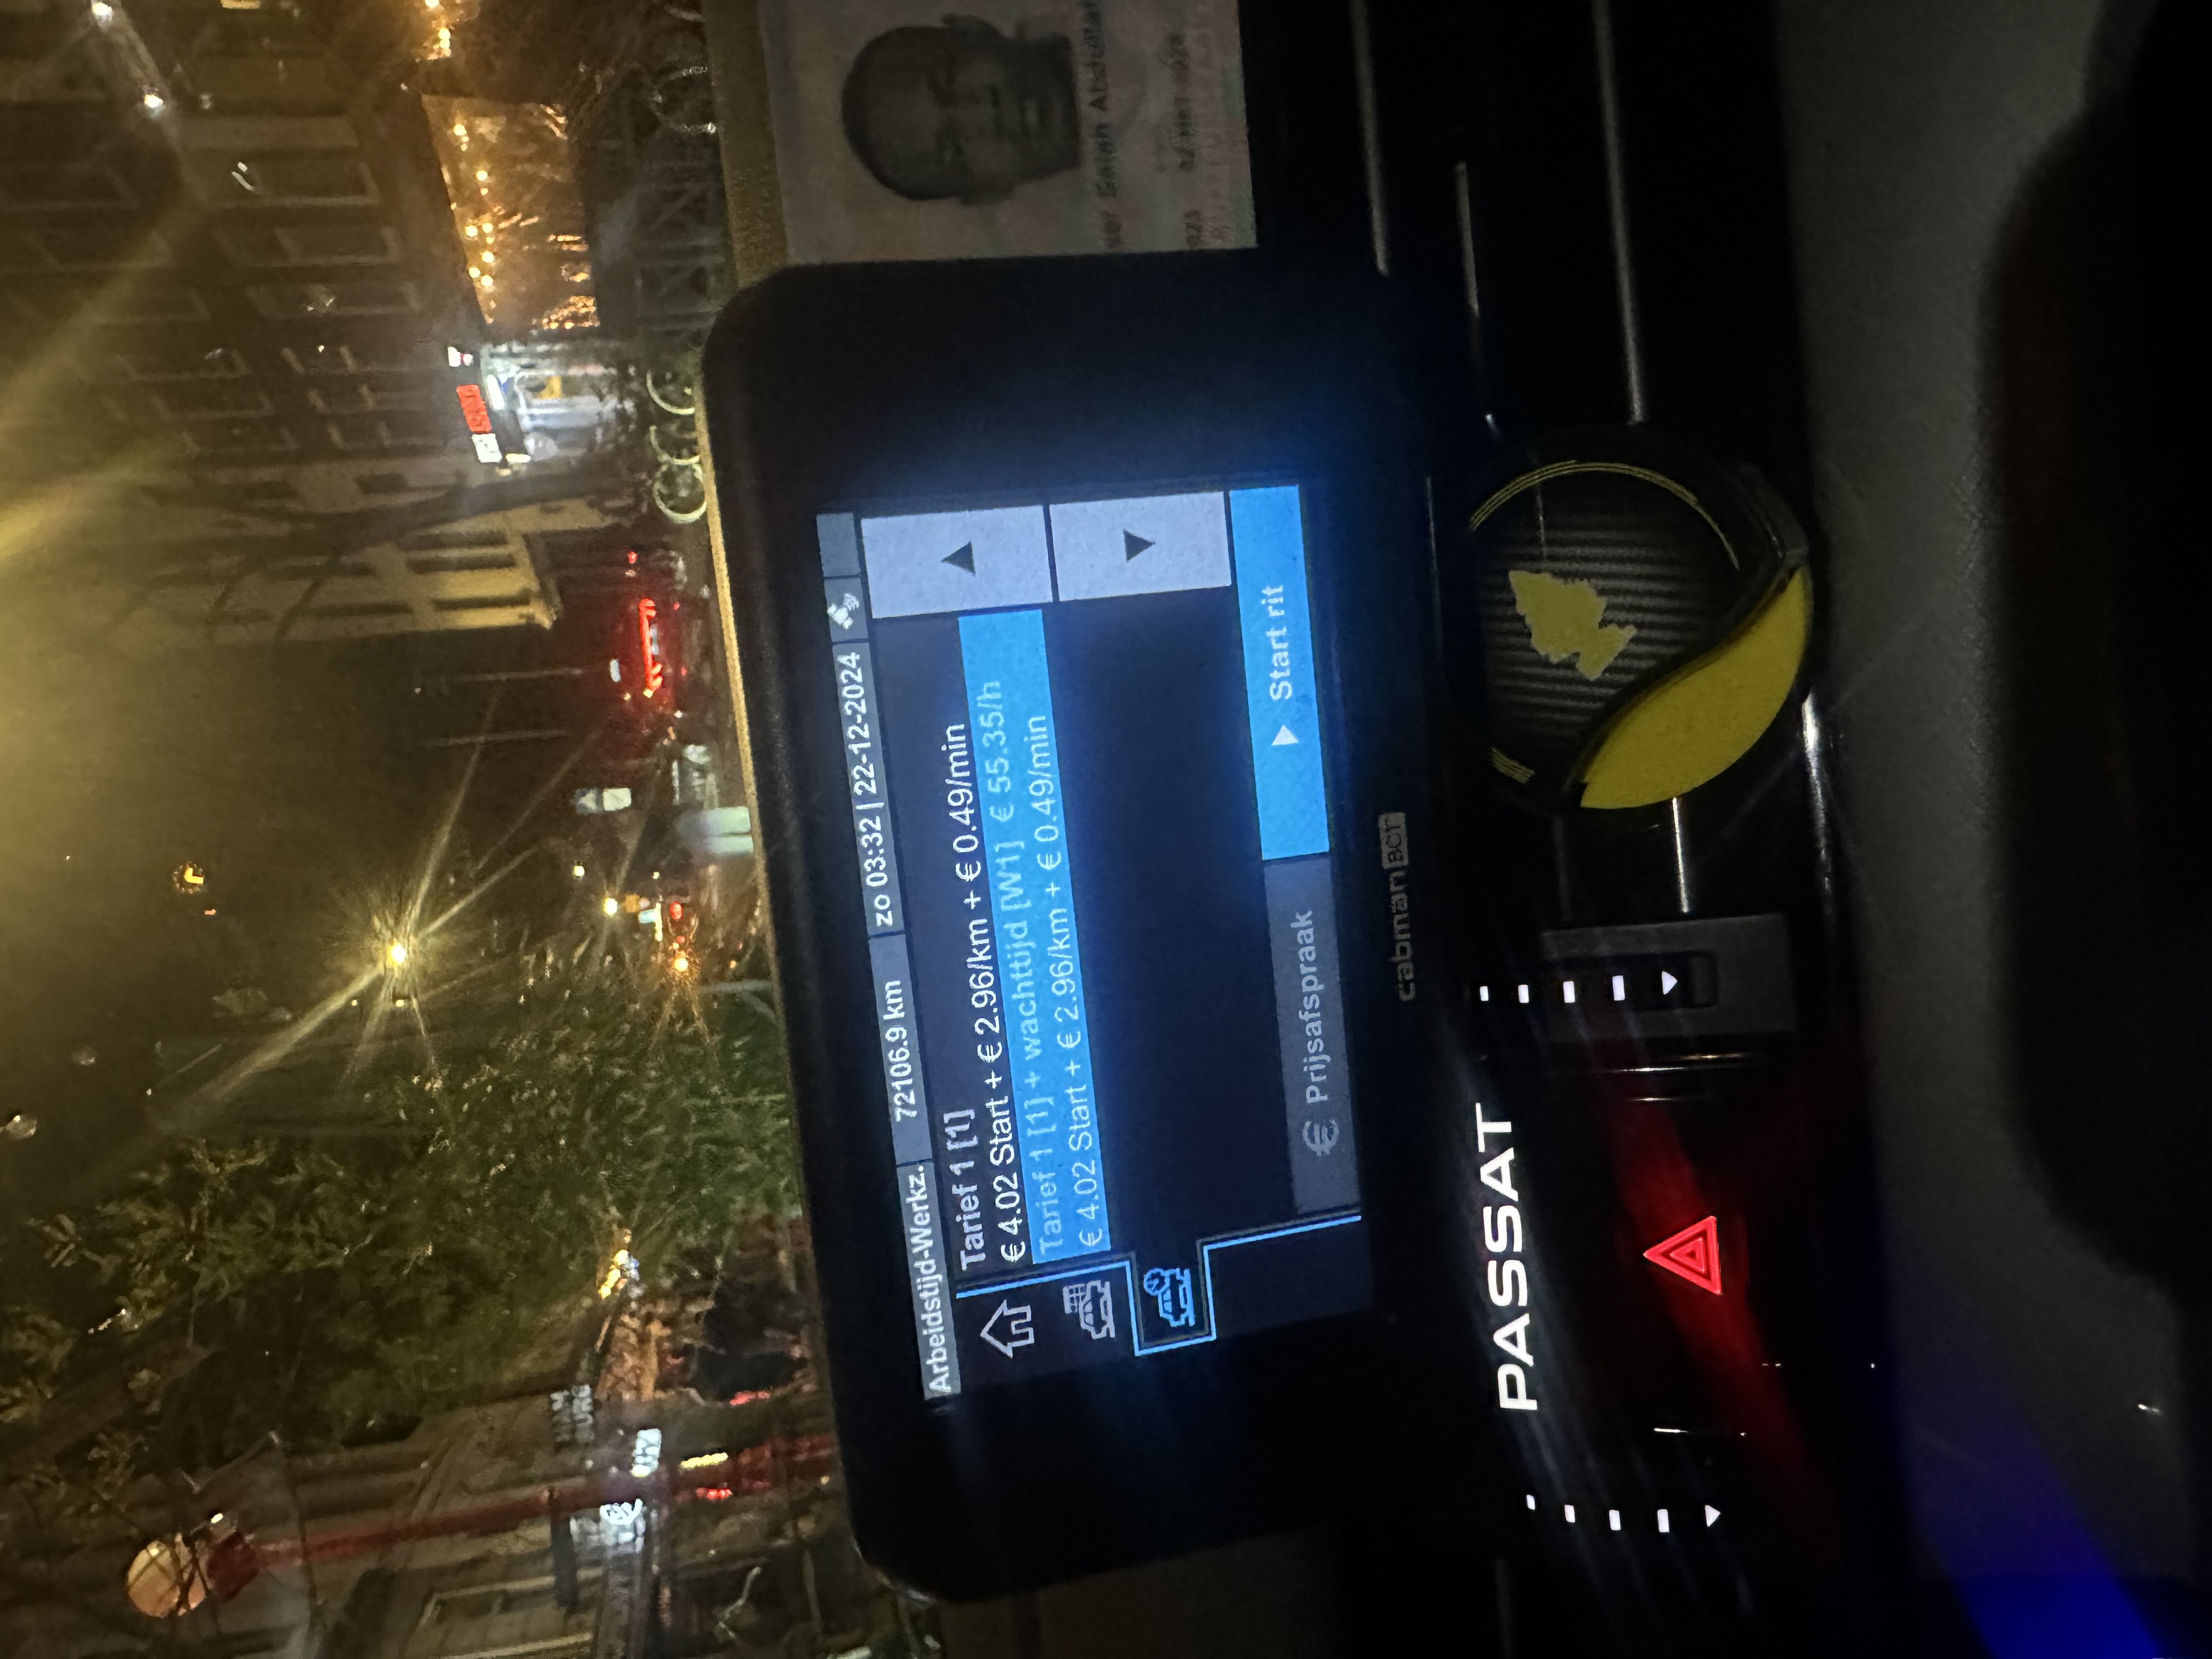 Arbeidstijd-Werkz. 72106.9 km zo 03:32 | 22-12-2024
Tarief 1 [1]
€ 4.02 Start + € 2.96/km + € 0.49/min
Tarief 1 [1] + wachttijd [W1] € 55.35/h
€ 4.02 Start + € 2.96/km + € 0.49/min
€ Prijsafspraak
Start rit
cabman BCT
PASSAT